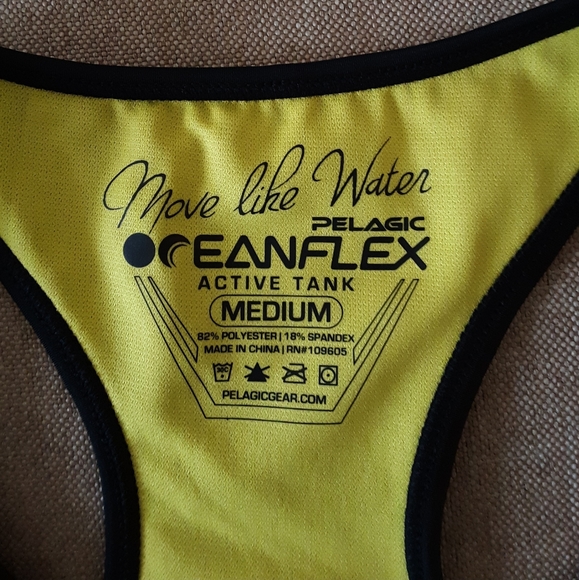 Move like Water
PELAGIC
OCEANFLEX
ACTIVE TANK
MEDIUM
82% POLYESTER | 18% SPANDEX
MADE IN CHINA | RN#109605
PELAGICGEAR.COM